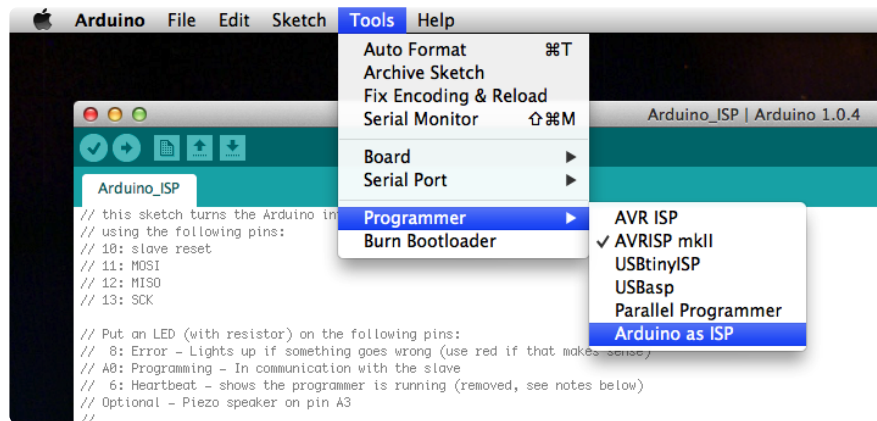 Arduino File Edit Sketch Tools Help
Auto Format ⌘T
Archive Sketch
Fix Encoding & Reload
Serial Monitor ⇧⌘M
Board
Serial Port
Programmer
Burn Bootloader
AVR ISP
✓ AVRISP mkII
USBtinyISP
USBasp
Parallel Programmer
Arduino as ISP
Arduino_ISP | Arduino 1.0.4
Arduino_ISP
// this sketch turns the Arduino in
// using the following pins:
// 10: slave reset
// 11: MOSI
// 12: MISO
// 13: SCK
// Put an LED (with resistor) on the following pins:
//  8: Error - Lights up if something goes wrong (use red if that makes sense)
// A0: Programming - In communication with the slave
//  6: Heartbeat - shows the programmer is running (removed, see notes below)
// Optional - Piezo speaker on pin A3
//